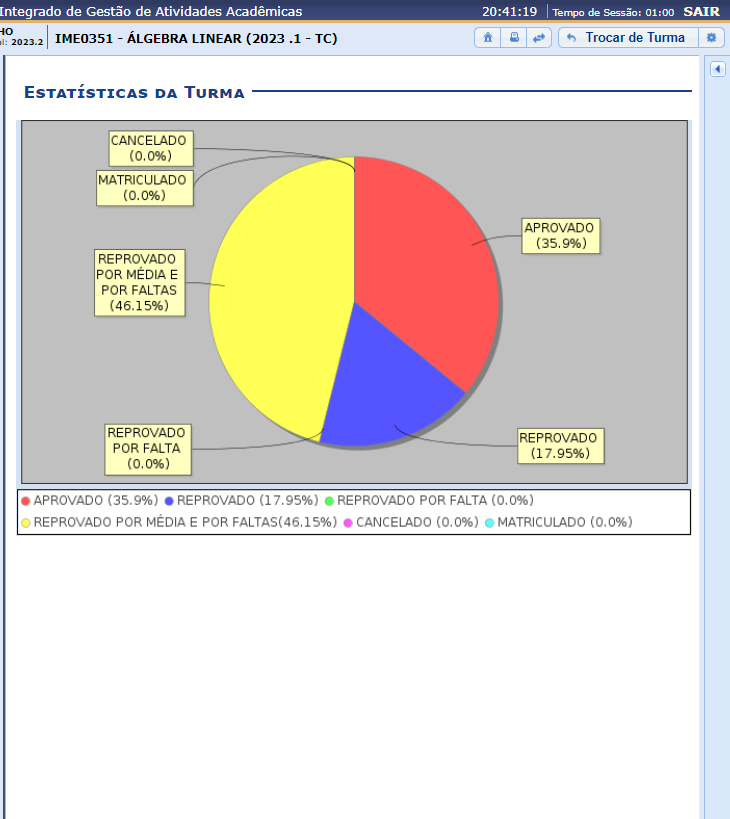 Integrado de Gestão de Atividades Acadêmicas 20:41:19 Tempo de Sessão: 01:00 SAIR
2023.2 IME0351 - ÁLGEBRA LINEAR (2023 .1 - TC) Trocar de Turma
Estatísticas da Turma
CANCELADO
(0.0%)
MATRICULADO
(0.0%)
APROVADO
(35.9%)
REPROVADO
POR MÉDIA E
POR FALTAS
(46.15%)
REPROVADO
POR FALTA
(0.0%)
REPROVADO
(17.95%)
APROVADO (35.9%) REPROVADO (17.95%) REPROVADO POR FALTA (0.0%)
REPROVADO POR MÉDIA E POR FALTAS(46.15%) CANCELADO (0.0%) MATRICULADO (0.0%)